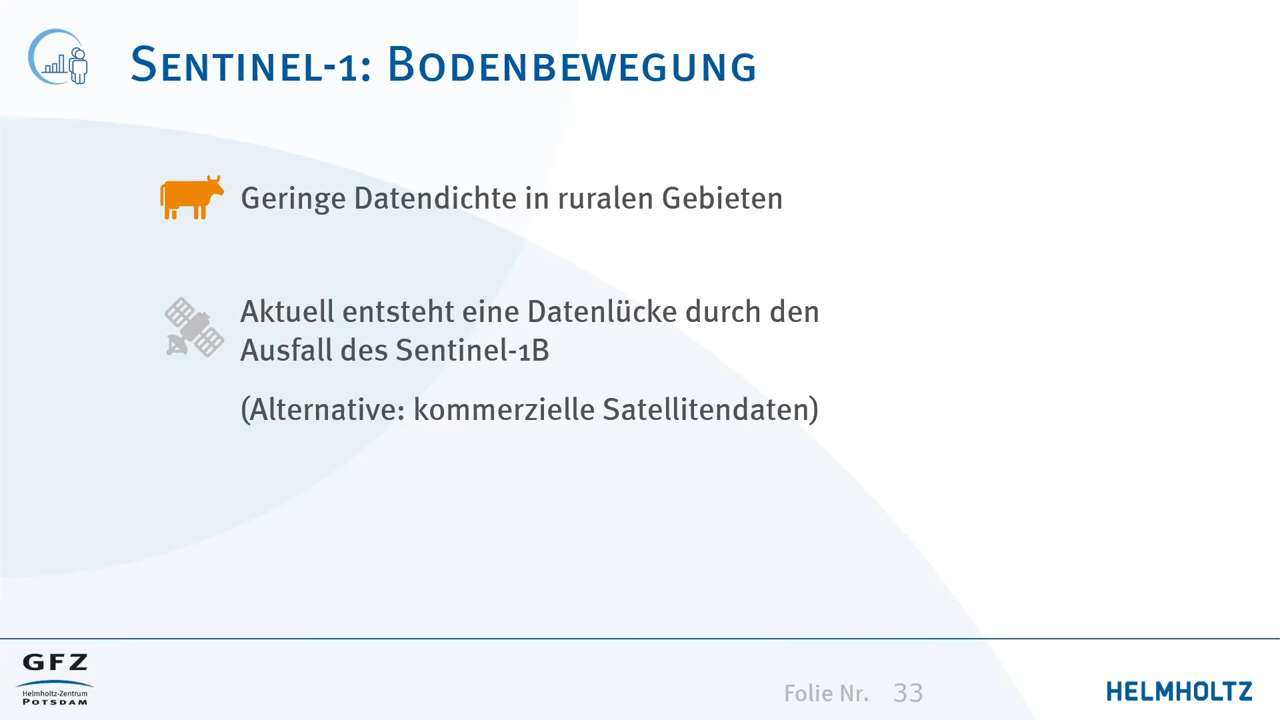 Sentinel-1: Bodenbewegung
Geringe Datendichte in ruralen Gebieten
Aktuell entsteht eine Datenlücke durch den
Ausfall des Sentinel-1B
(Alternative: kommerzielle Satellitendaten)
GFZ
Helmholtz-Zentrum
Potsdam
Folie Nr. 33
HELMHOLTZ